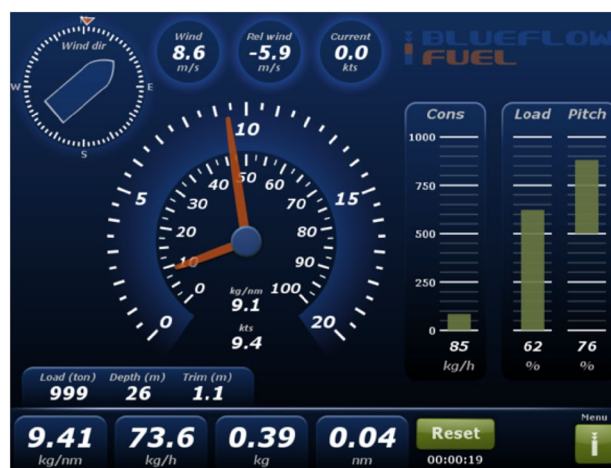 Wind dir
W
E
S
Wind
8.6
m/s
Rel wind
-5.9
m/s
Current
0.0
kts
BLUEFLOW
FUEL
0
5
10
15
20
0
10
20
30
40
50
60
70
80
90
100
kg/nm
9.1
kts
9.4
Cons
1000
750
500
250
0
85
kg/h
Load Pitch
62 76
% %
Load (ton) Depth (m) Trim (m)
999 26 1.1
9.41
kg/nm
73.6
kg/h
0.39
kg
0.04
nm
Reset
00:00:19
Menu